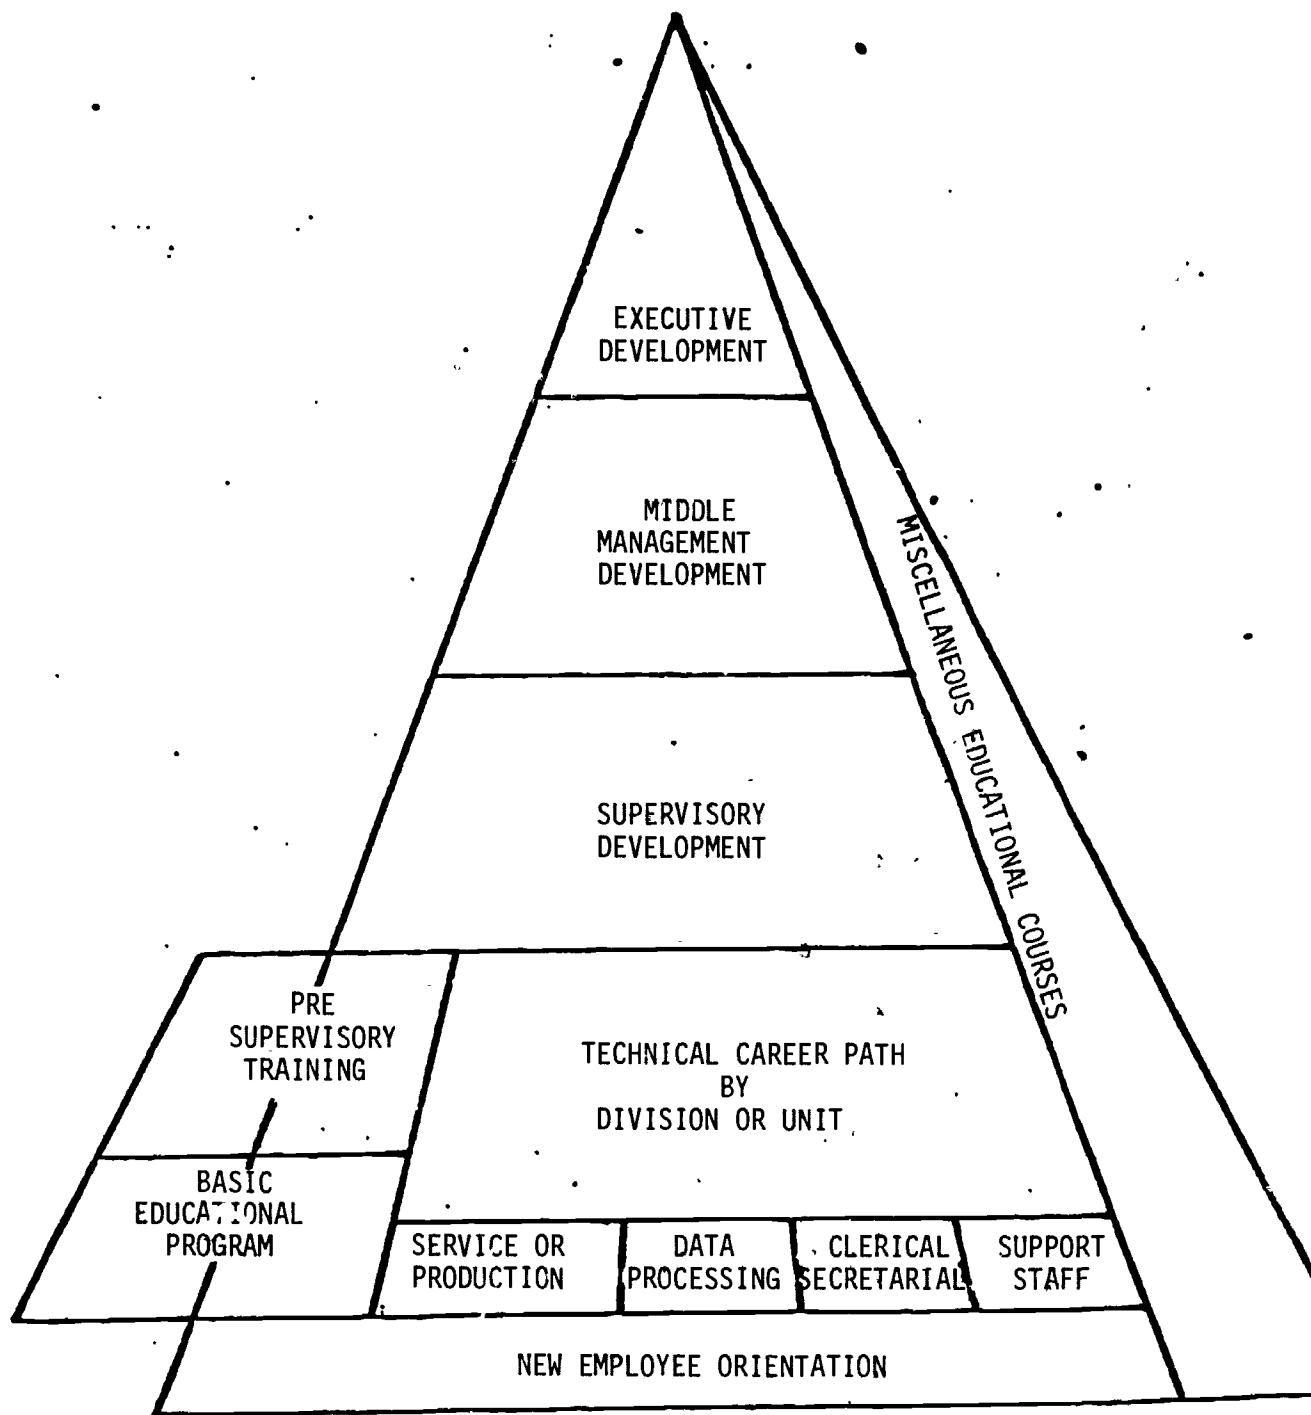 EXECUTIVE
DEVELOPMENT
MIDDLE
MANAGEMENT
DEVELOPMENT
MISCELLANEOUS EDUCATIONAL COURSES
SUPERVISORY
DEVELOPMENT
PRE
SUPERVISORY
TRAINING
TECHNICAL CAREER PATH
BY
DIVISION OR UNIT
BASIC
EDUCATIONAL
PROGRAM
SERVICE OR
PRODUCTION
DATA
PROCESSING
CLERICAL
SECRETARIAL
SUPPORT
STAFF
NEW EMPLOYEE ORIENTATION